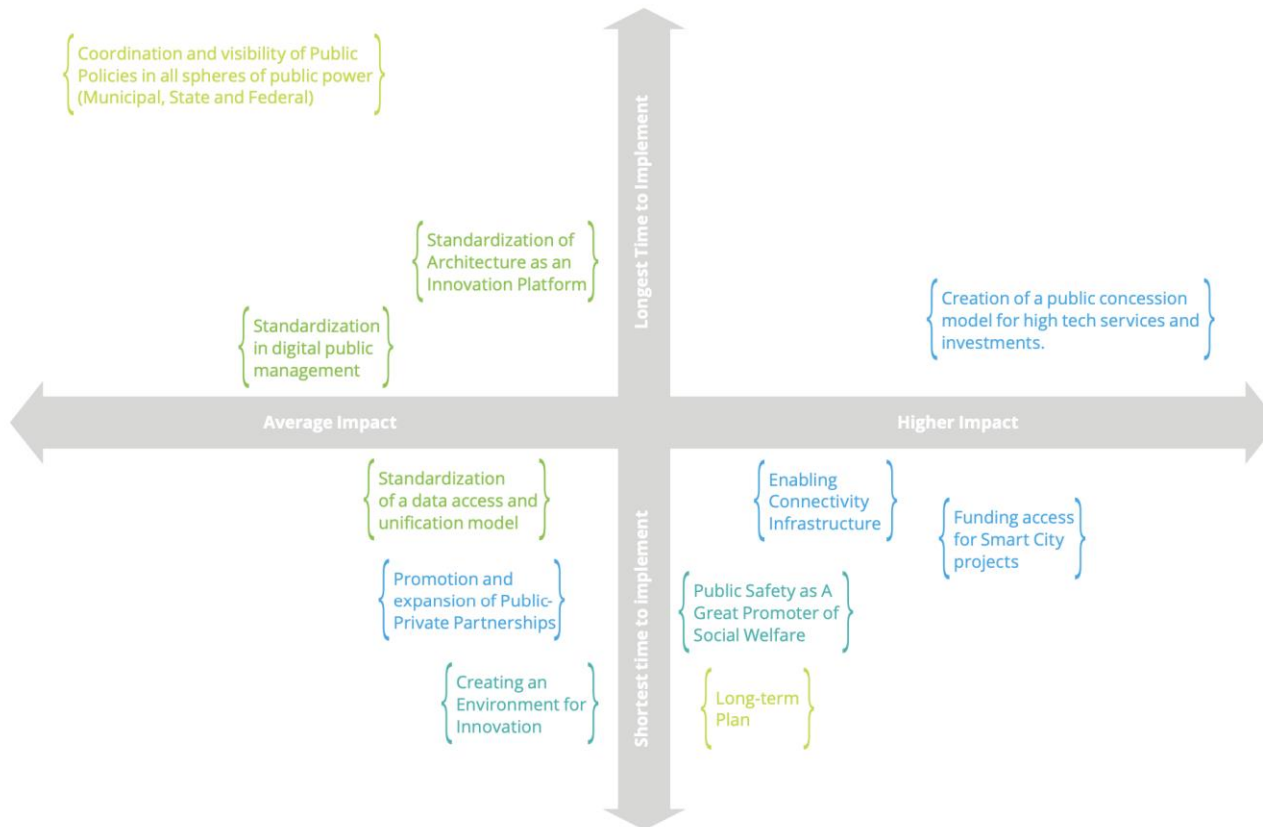 Coordination and visibility of Public
Policies in all spheres of public power
(Municipal, State and Federal)
Longest Time to Implement
Standardization of
Architecture as an
Innovation Platform
Creation of a public concession
model for high tech services and
investments.
Standardization
in digital public
management
Average Impact
Higher Impact
Standardization
of a data access and
unification model
Enabling
Connectivity
Infrastructure
Funding access
for Smart City
projects
Shortest time to Implement
Promotion and
expansion of Public-
Private Partnerships
Public Safety as A
Great Promoter of
Social Welfare
Creating an
Environment for
Innovation
Long-term
Plan